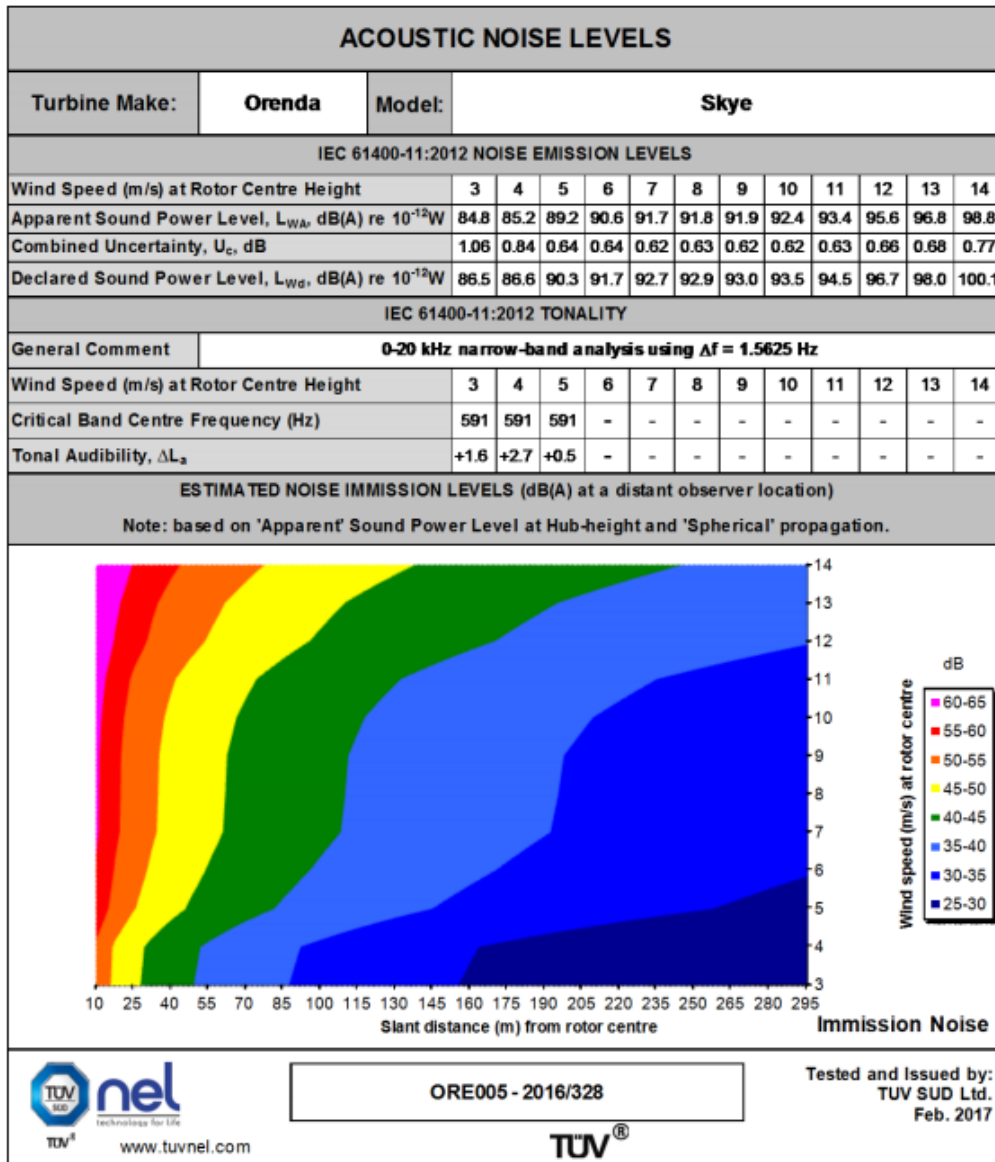 ACOUSTIC NOISE LEVELS
Turbine Make: Orenda Model: Skye
IEC 61400-11:2012 NOISE EMISSION LEVELS
Wind Speed (m/s) at Rotor Centre Height 3 4 5 6 7 8 9 10 11 12 13 14
Apparent Sound Power Level, L_WA, dB(A) re 10⁻¹²W 84.8 85.2 89.2 90.6 91.7 91.8 91.9 92.4 93.4 95.6 96.8 98.8
Combined Uncertainty, U_c, dB 1.06 0.84 0.64 0.64 0.62 0.63 0.62 0.62 0.63 0.66 0.68 0.77
Declared Sound Power Level, L_Wd, dB(A) re 10⁻¹²W 86.5 86.6 90.3 91.7 92.7 92.9 93.0 93.5 94.5 96.7 98.0 100.1
IEC 61400-11:2012 TONALITY
General Comment 0-20 kHz narrow-band analysis using Δf = 1.5625 Hz
Wind Speed (m/s) at Rotor Centre Height 3 4 5 6 7 8 9 10 11 12 13 14
Critical Band Centre Frequency (Hz) 591 591 591 - - - - - - - - -
Tonal Audibility, ΔL_a +1.6 +2.7 +0.5 - - - - - - - - -
ESTIMATED NOISE IMMISSION LEVELS (dB(A) at a distant observer location)
Note: based on 'Apparent' Sound Power Level at Hub-height and 'Spherical' propagation.
14
13
12
11
10
9
8
7
6
5
4
3
Wind speed (m/s) at rotor centre
dB
60-65
55-60
50-55
45-50
40-45
35-40
30-35
25-30
10 25 40 55 70 85 100 115 130 145 160 175 190 205 220 235 250 265 280 295
Slant distance (m) from rotor centre
Immission Noise
TÜV
SUD
TÜV®
nel
technology for life
www.tuvnel.com
ORE005 - 2016/328
TÜV®
Tested and Issued by:
TUV SUD Ltd.
Feb. 2017